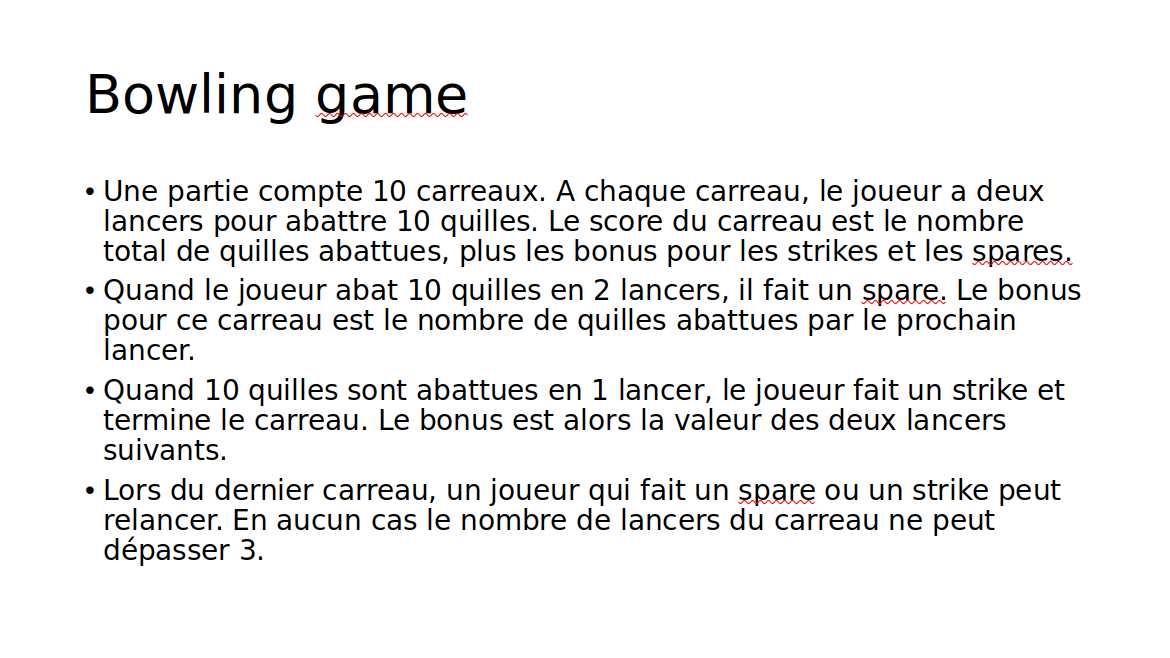 Bowling game
• Une partie compte 10 carreaux. A chaque carreau, le joueur a deux
lancers pour abattre 10 quilles. Le score du carreau est le nombre
total de quilles abattues, plus les bonus pour les strikes et les spares.
• Quand le joueur abat 10 quilles en 2 lancers, il fait un spare. Le bonus
pour ce carreau est le nombre de quilles abattues par le prochain
lancer.
• Quand 10 quilles sont abattues en 1 lancer, le joueur fait un strike et
termine le carreau. Le bonus est alors la valeur des deux lancers
suivants.
• Lors du dernier carreau, un joueur qui fait un spare ou un strike peut
relancer. En aucun cas le nombre de lancers du carreau ne peut
dépasser 3.